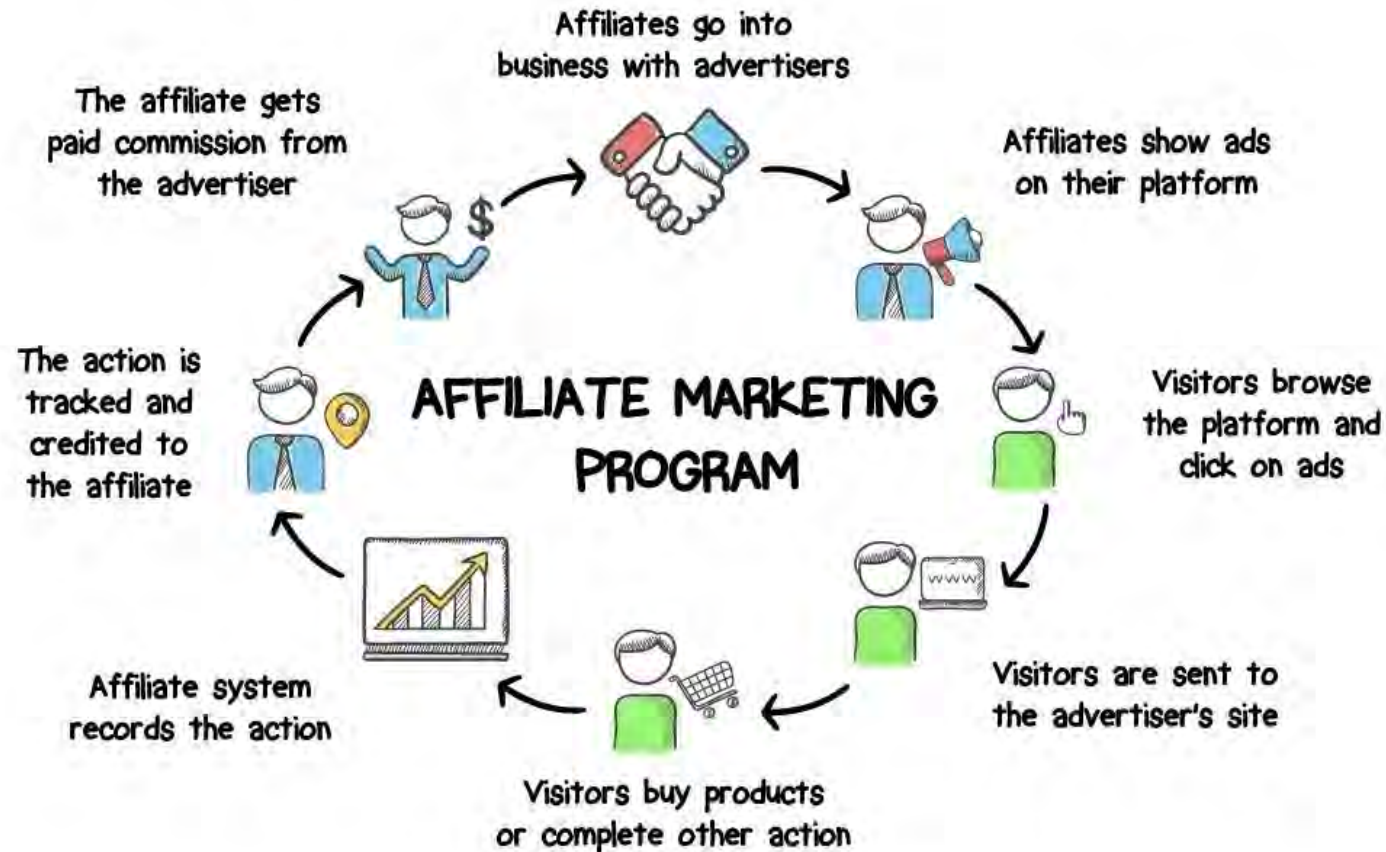 Affiliates go into
business with advertisers
Affiliates show ads
on their platform
Visitors browse
the platform and
click on ads
Visitors are sent to
the advertiser's site
Visitors buy products
or complete other action
Affiliate system
records the action
The action is
tracked and
credited to
the affiliate
The affiliate gets
paid commission from
the advertiser
$
www
AFFILIATE MARKETING
PROGRAM